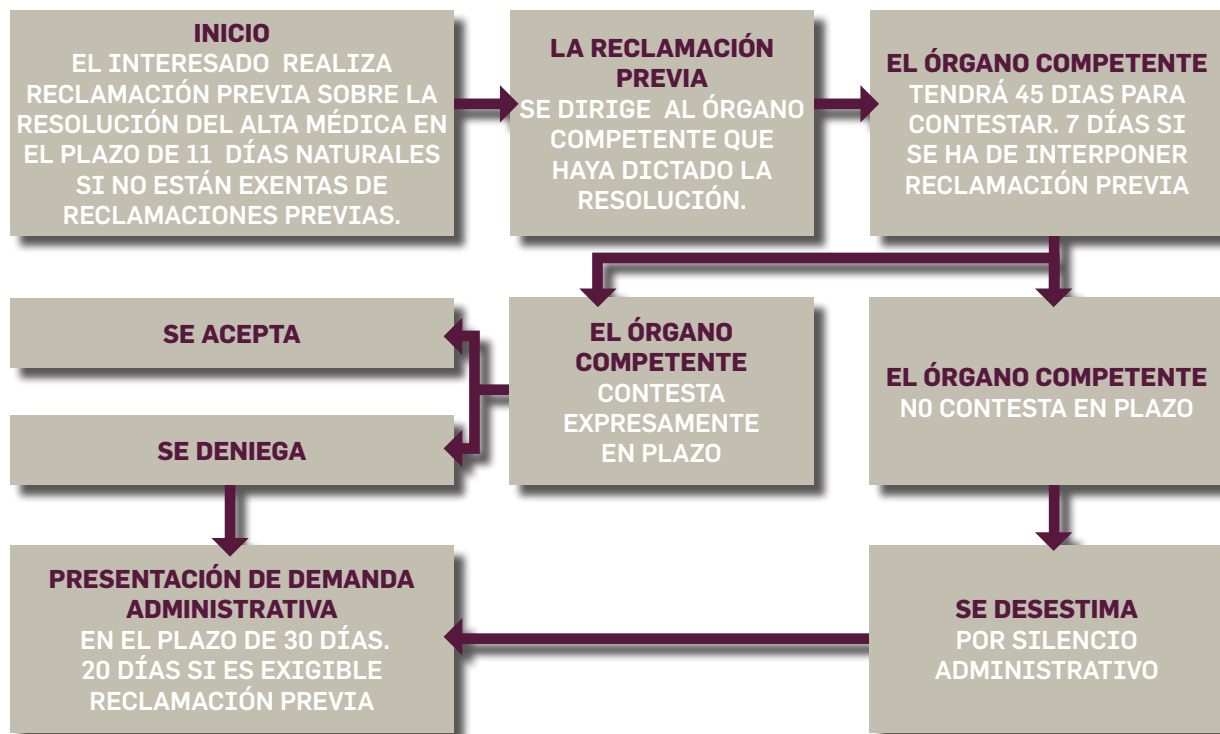 INICIO
EL INTERESADO REALIZA
RECLAMACIÓN PREVIA SOBRE LA
RESOLUCIÓN DEL ALTA MÉDICA EN
EL PLAZO DE 11 DÍAS NATURALES
SI NO ESTÁN EXENTAS DE
RECLAMACIONES PREVIAS.
LA RECLAMACIÓN
PREVIA
SE DIRIGE AL ÓRGANO
COMPETENTE QUE
HAYA DICTADO LA
RESOLUCIÓN.
EL ÓRGANO COMPETENTE
TENDRÁ 45 DIAS PARA
CONTESTAR. 7 DÍAS SI
SE HA DE INTERPONER
RECLAMACIÓN PREVIA
SE ACEPTA
SE DENIEGA
EL ÓRGANO
COMPETENTE
CONTESTA
EXPRESAMENTE
EN PLAZO
EL ÓRGANO COMPETENTE
N0 CONTESTA EN PLAZO
PRESENTACIÓN DE DEMANDA
ADMINISTRATIVA
EN EL PLAZO DE 30 DÍAS.
20 DÍAS SI ES EXIGIBLE
RECLAMACIÓN PREVIA
SE DESESTIMA
POR SILENCIO
ADMINISTRATIVO